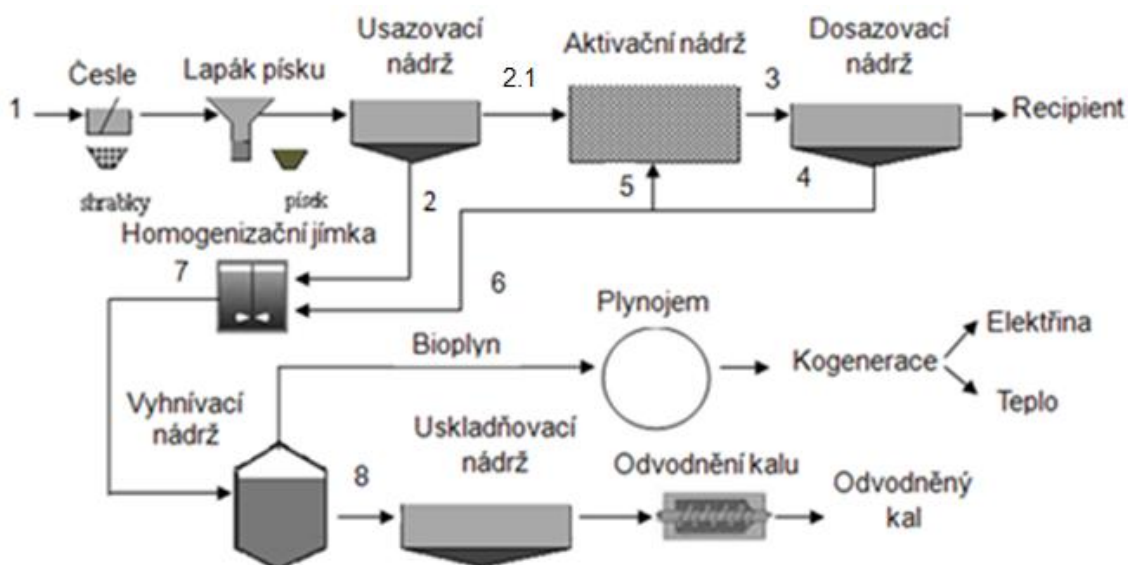 Usazovací
nádrž
Aktivační nádrž
Dosazovací
nádrž
Česle
Lapák písku
2.1
3
1
Recipient
shrabky
písek
2
5
4
Homogenizační jímka
7
6
Plynojem
Bioplyn
Elektřina
Kogenerace
Teplo
Vyhnívací
nádrž
Uskladňovací
nádrž
8
Odvodnění kalu
Odvodněný
kal